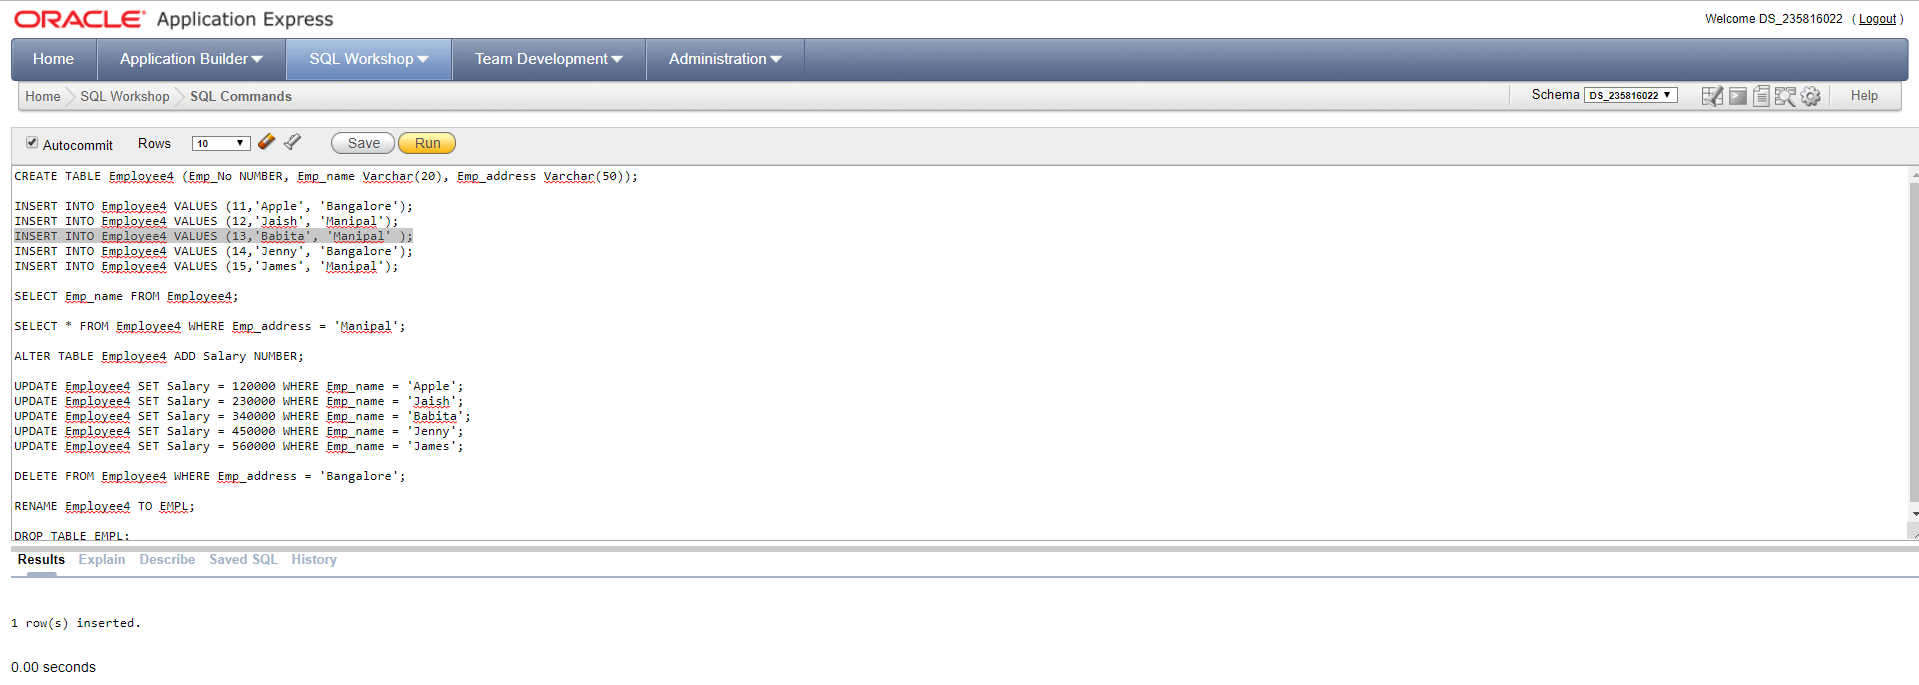 ORACLE Application Express
Welcome DS_235816022 ( Logout )
Home Application Builder SQL Workshop Team Development Administration
Home SQL Workshop SQL Commands Schema DS_235816022 Help
Autocommit Rows 10 Save Run
CREATE TABLE Employee4 (Emp_No NUMBER, Emp_name Varchar(20), Emp_address Varchar(50));
INSERT INTO Employee4 VALUES (11,'Apple', 'Bangalore');
INSERT INTO Employee4 VALUES (12,'Jaish', 'Manipal');
INSERT INTO Employee4 VALUES (13,'Babita', 'Manipal' );
INSERT INTO Employee4 VALUES (14,'Jenny', 'Bangalore');
INSERT INTO Employee4 VALUES (15,'James', 'Manipal');
SELECT Emp_name FROM Employee4;
SELECT * FROM Employee4 WHERE Emp_address = 'Manipal';
ALTER TABLE Employee4 ADD Salary NUMBER;
UPDATE Employee4 SET Salary = 120000 WHERE Emp_name = 'Apple';
UPDATE Employee4 SET Salary = 230000 WHERE Emp_name = 'Jaish';
UPDATE Employee4 SET Salary = 340000 WHERE Emp_name = 'Babita';
UPDATE Employee4 SET Salary = 450000 WHERE Emp_name = 'Jenny';
UPDATE Employee4 SET Salary = 560000 WHERE Emp_name = 'James';
DELETE FROM Employee4 WHERE Emp_address = 'Bangalore';
RENAME Employee4 TO EMPL;
DROP TABLE EMPL;
Results Explain Describe Saved SQL History
1 row(s) inserted.
0.00 seconds